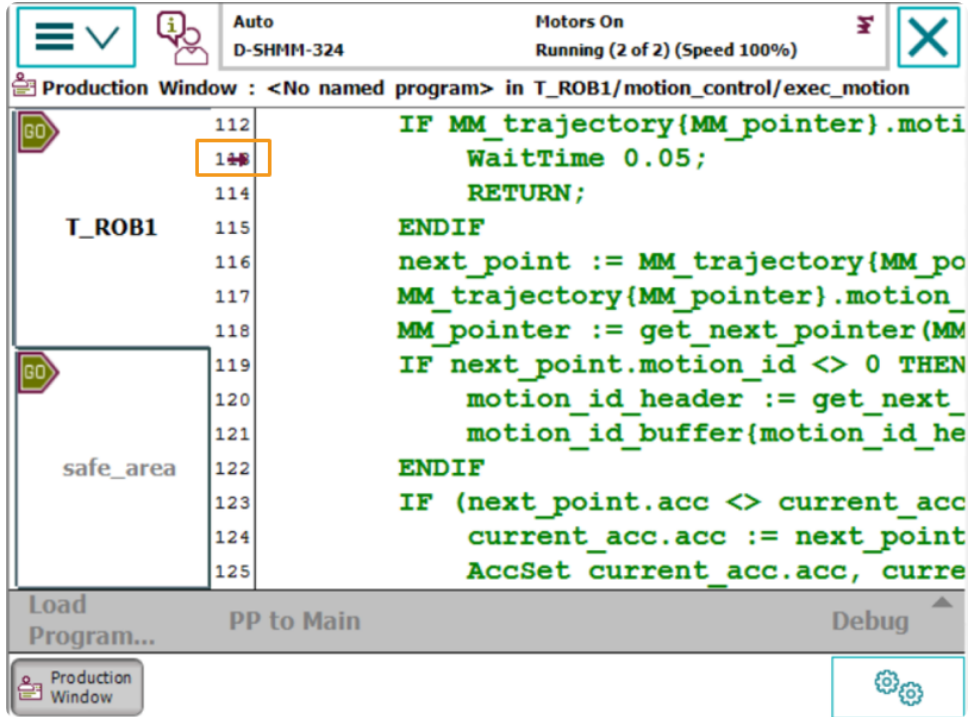 Auto
Motors On
D-SHMM-324
Running (2 of 2) (Speed 100%)
Production Window : <No named program> in T_ROB1/motion_control/exec_motion
GO
T_ROB1
GO
safe_area
112 IF MM_trajectory{MM_pointer}.moti
113 WaitTime 0.05;
114 RETURN;
115 ENDIF
116 next_point := MM_trajectory{MM_po
117 MM_trajectory{MM_pointer}.motion_
118 MM_pointer := get_next_pointer(MM
119 IF next_point.motion_id <> 0 THEN
120 motion_id_header := get_next_
121 motion_id_buffer{motion_id_he
122 ENDIF
123 IF (next_point.acc <> current_acc
124 current_acc.acc := next_point
125 AccSet current_acc.acc, curre
Load
Program...
PP to Main
Debug
Production
Window